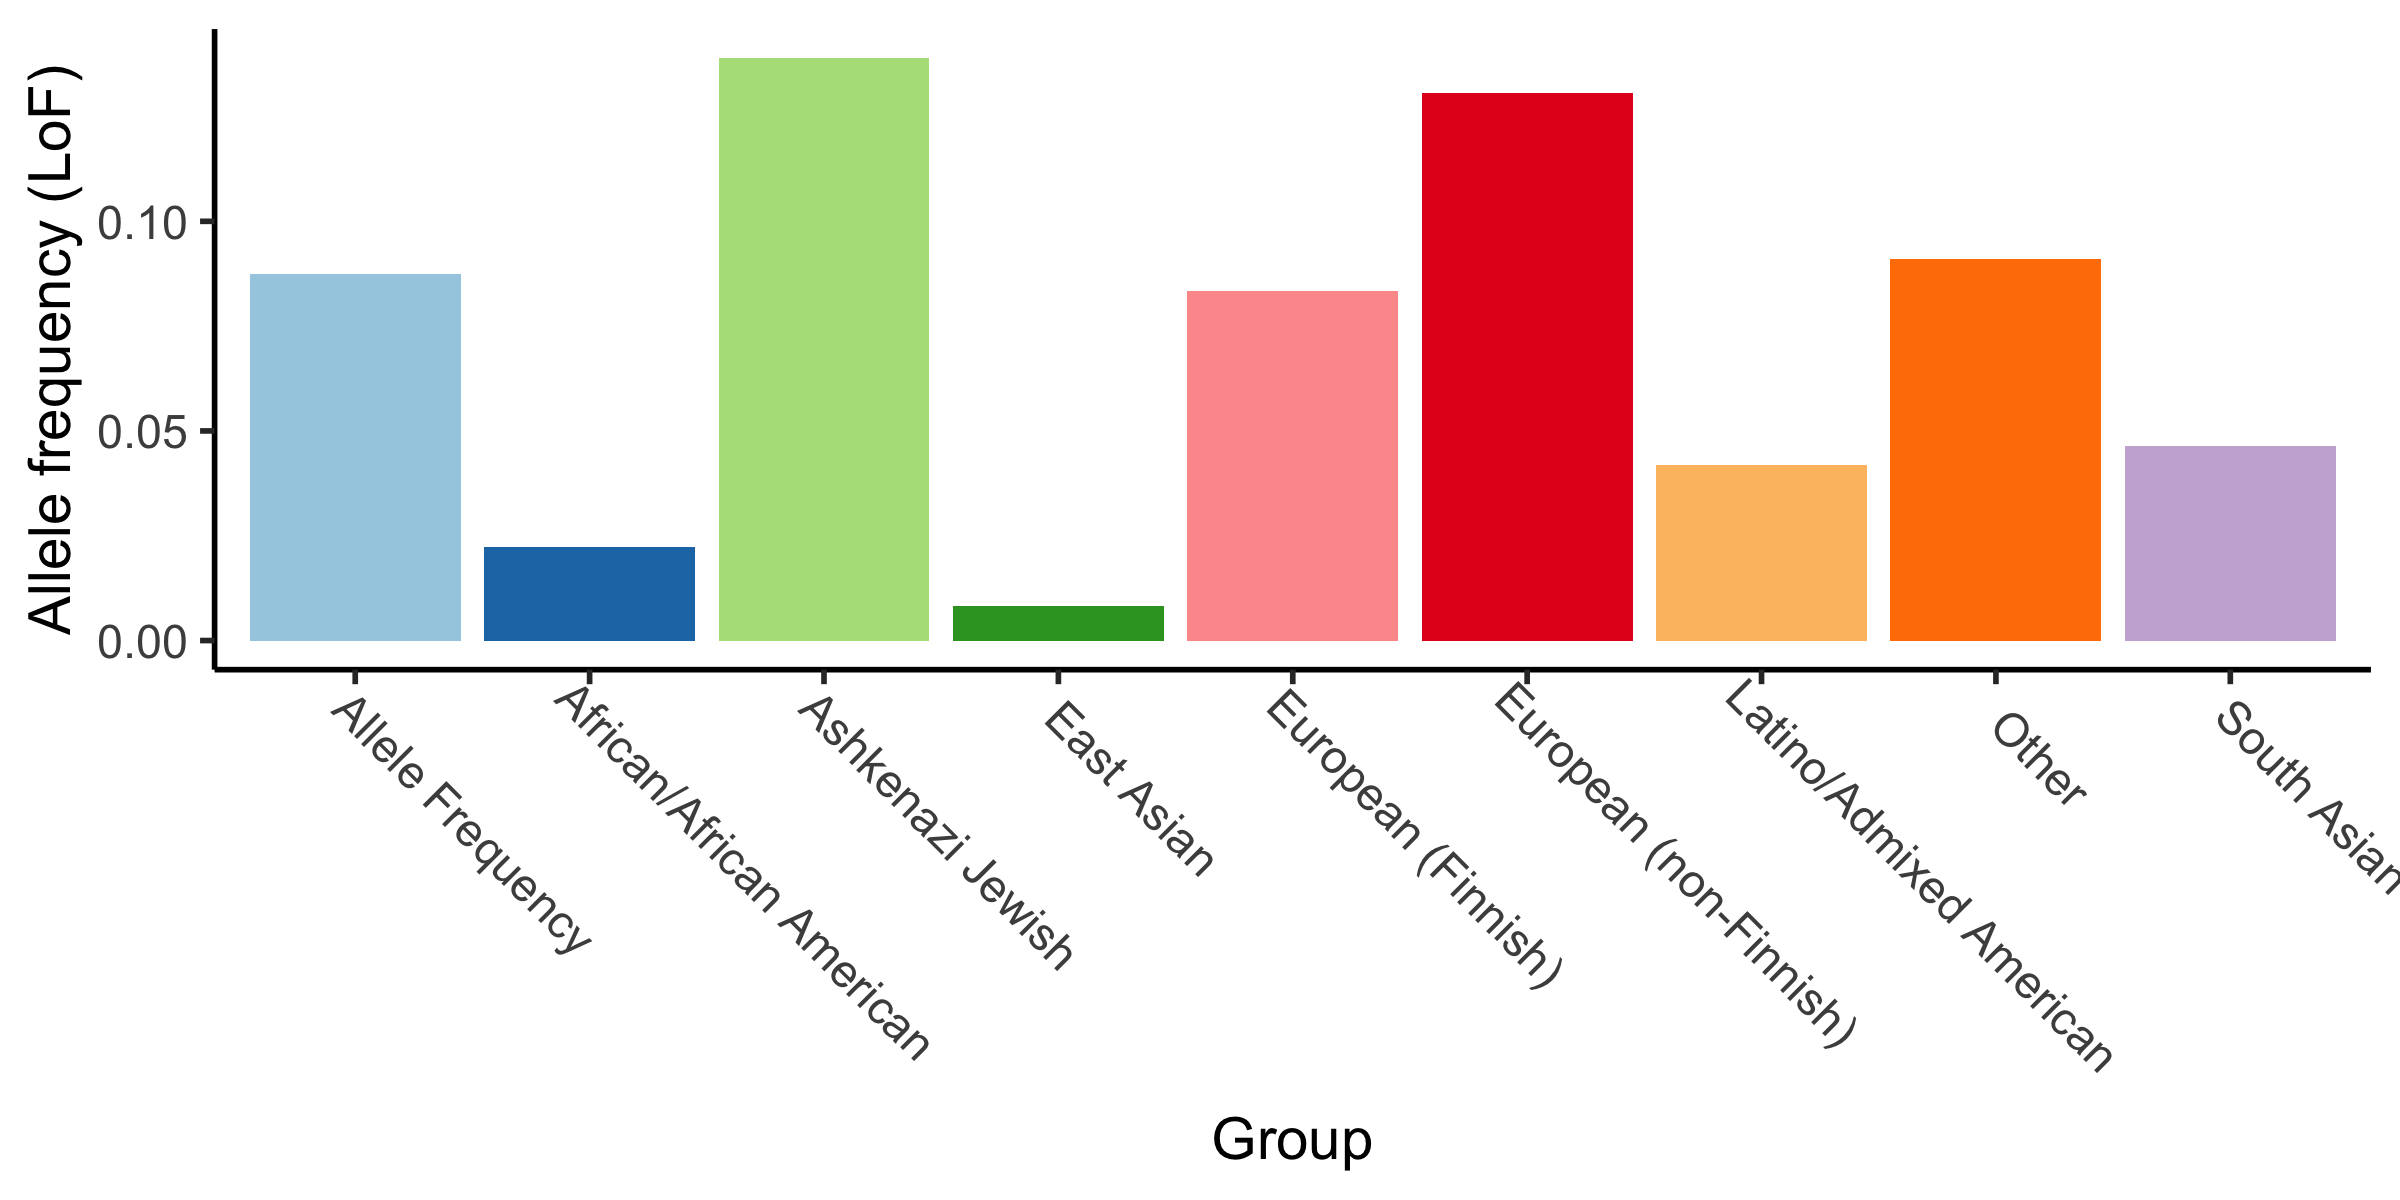 Allele frequency (LoF)
0.10
0.05
0.00
Allele Frequency
African/African American
Ashkenazi Jewish
East Asian
European (Finnish)
European (non-Finnish)
Latino/Admixed American
Other
South Asian
Group